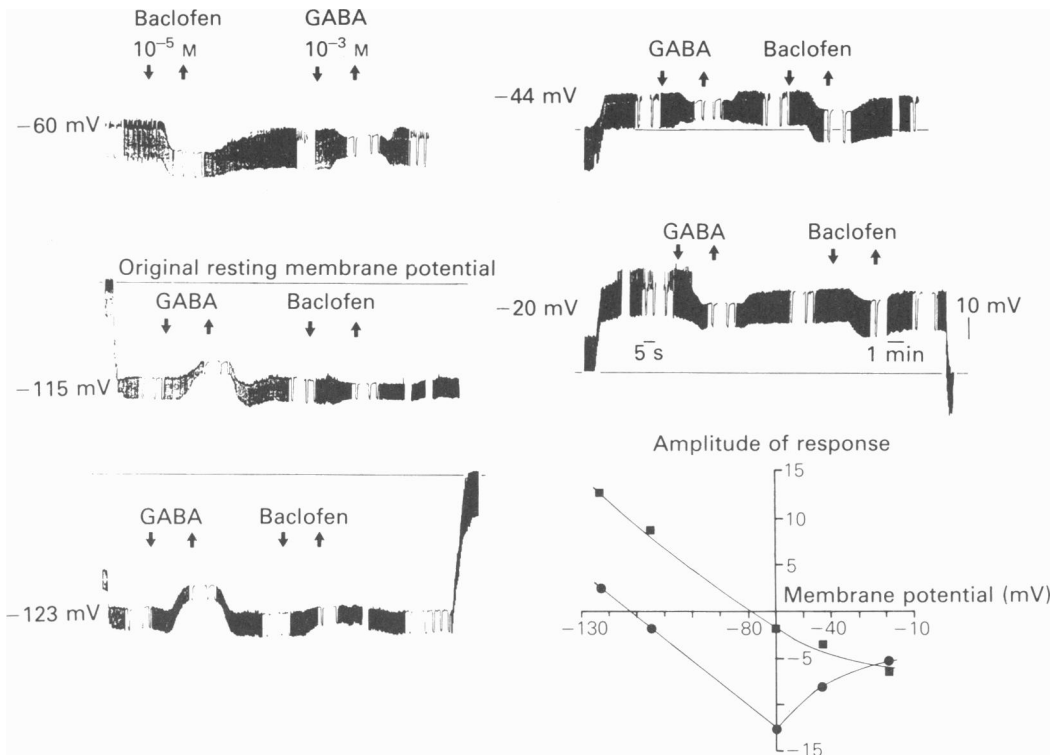 Baclofen GABA
10⁻⁵ M 10⁻³ M
−60 mV
Original resting membrane potential
GABA Baclofen
−115 mV
GABA Baclofen
−123 mV
GABA Baclofen
−44 mV
GABA Baclofen
−20 mV
10 mV
5 s 1 min
Amplitude of response
15
10
5
Membrane potential (mV)
−130 −80 −40 −10
−5
−15